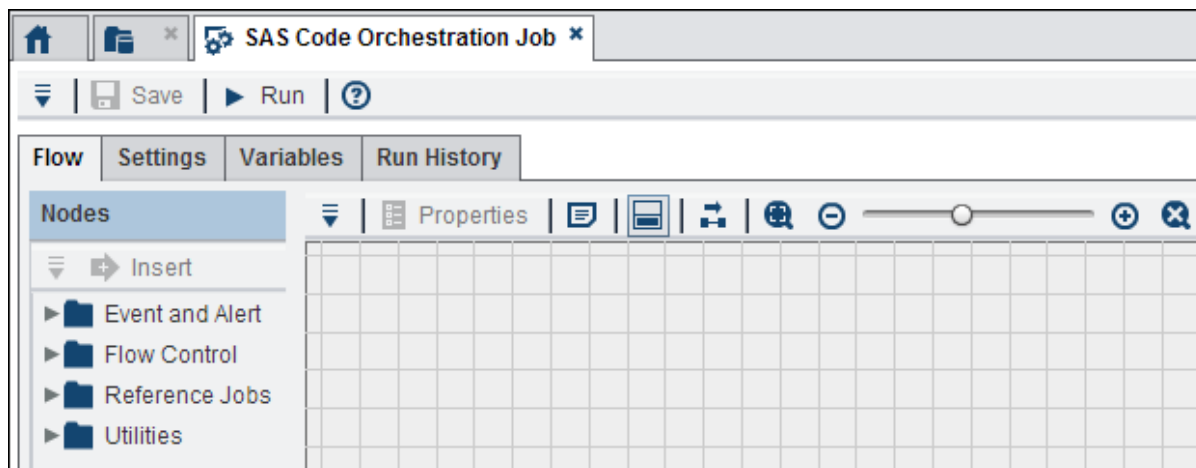 SAS Code Orchestration Job
Save Run
Flow Settings Variables Run History
Nodes Properties
Insert
Event and Alert
Flow Control
Reference Jobs
Utilities